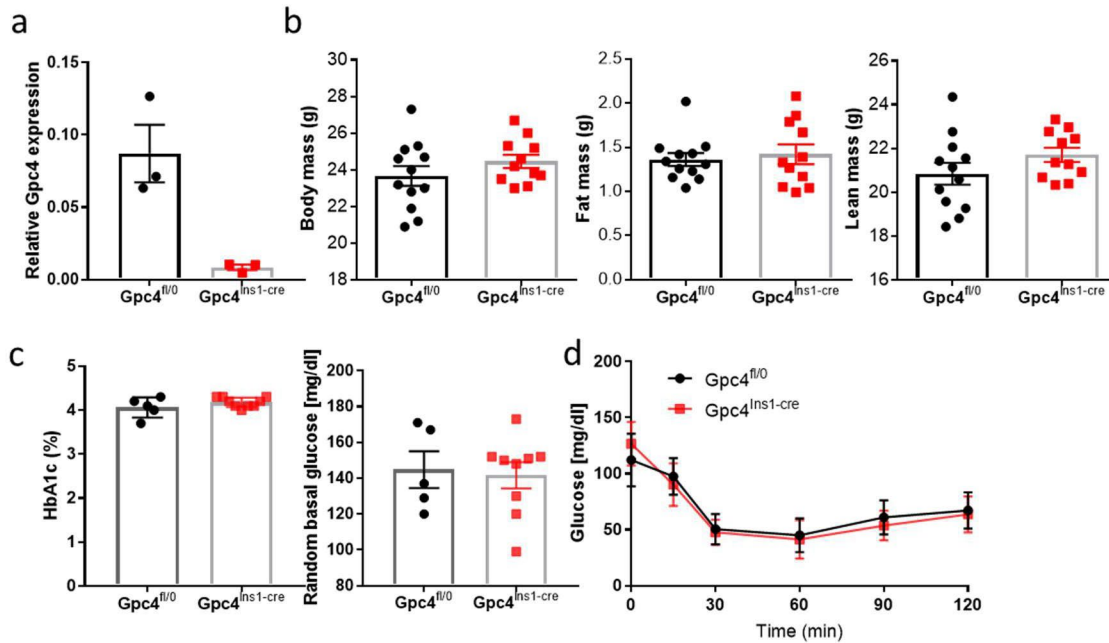 a
b
Relative Gpc4 expression
0.15
0.10
0.05
0.00
Gpc4fl/0
Gpc4Ins1-cre
Body mass (g)
30
28
26
24
22
20
18
Gpc4fl/0
Gpc4Ins1-cre
Fat mass (g)
2.5
2.0
1.5
1.0
0.5
0.0
Gpc4fl/0
Gpc4Ins1-cre
Lean mass (g)
26
24
22
20
18
16
Gpc4fl/0
Gpc4Ins1-cre
c
d
HbA1c (%)
5
4
3
2
1
0
Gpc4fl/0
Gpc4Ins1-cre
Random basal glucose [mg/dl]
200
180
160
140
120
100
80
Gpc4fl/0
Gpc4Ins1-cre
Glucose [mg/dl]
200
150
100
50
0
Gpc4fl/0
Gpc4Ins1-cre
0
30
60
90
120
Time (min)